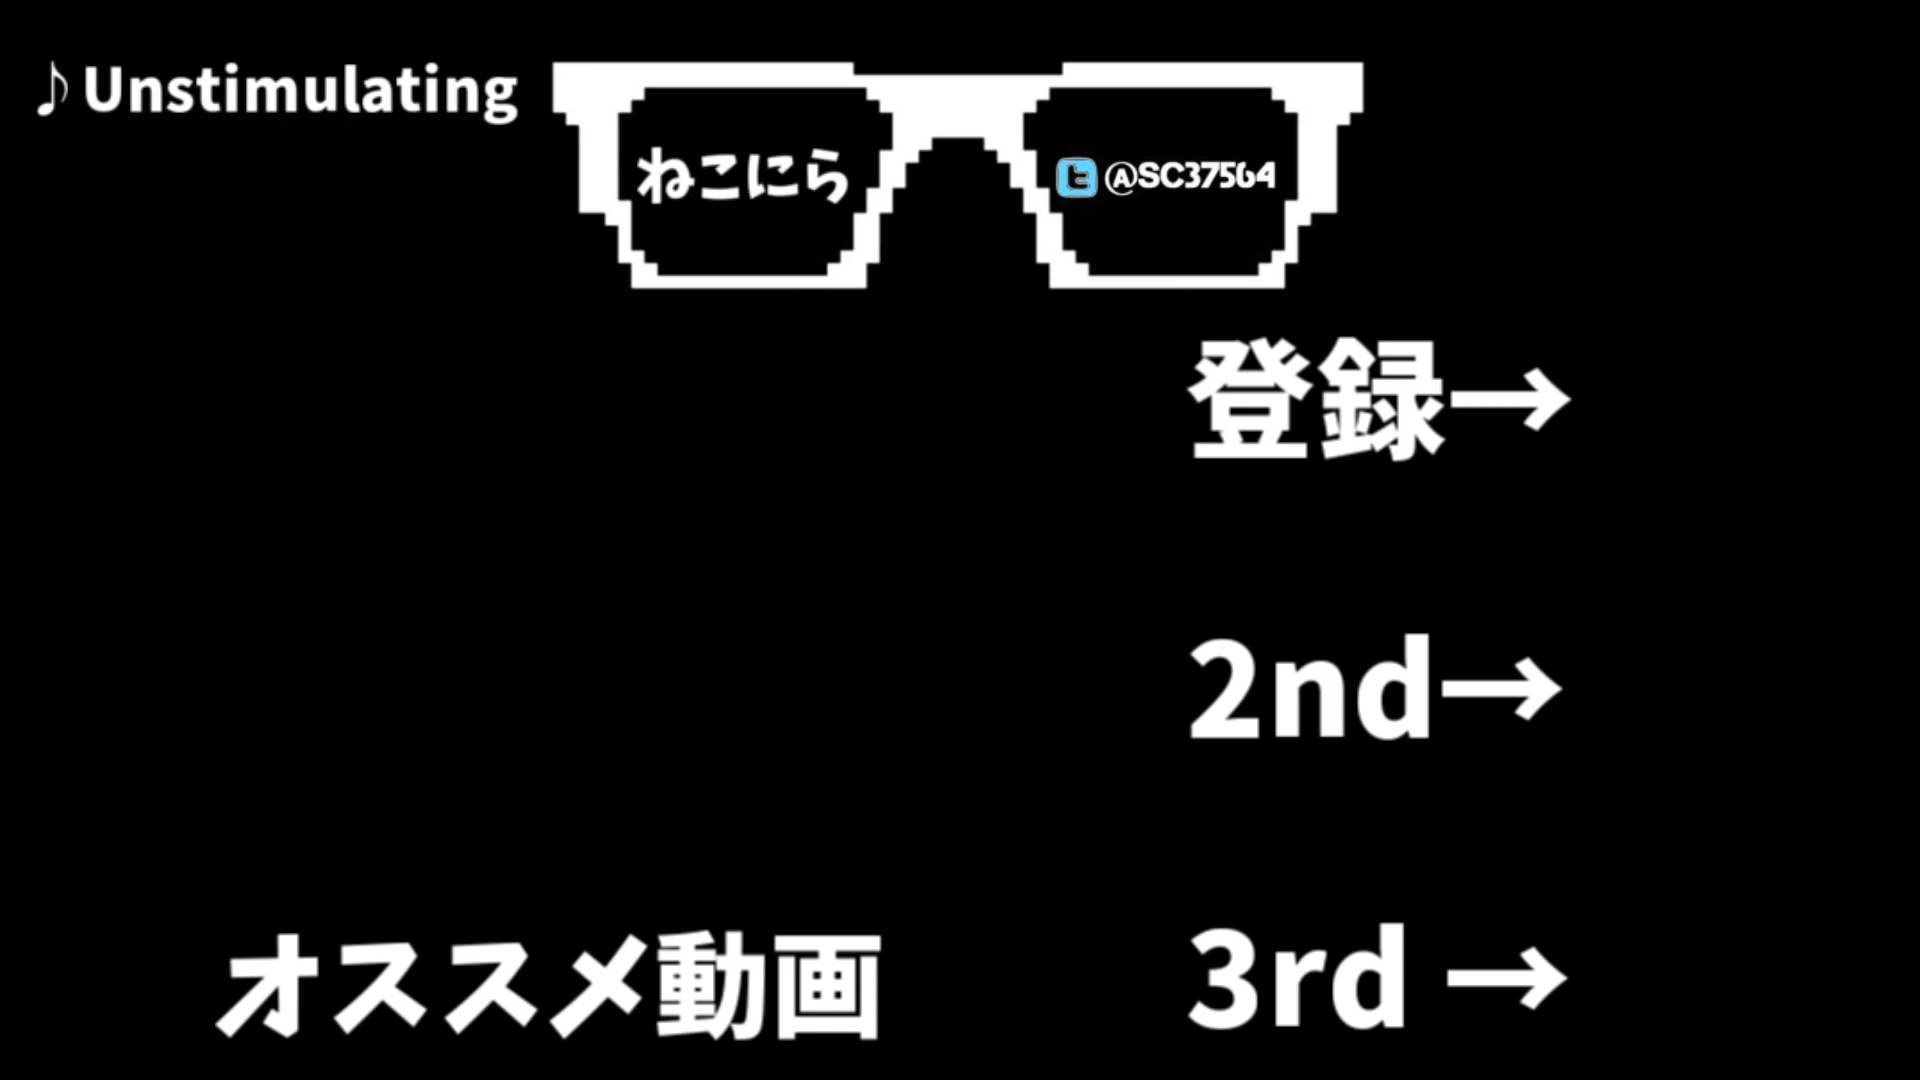 ♪Unstimulating
ねこにら
@SC37564
登録→
2nd→
オススメ動画
3rd→